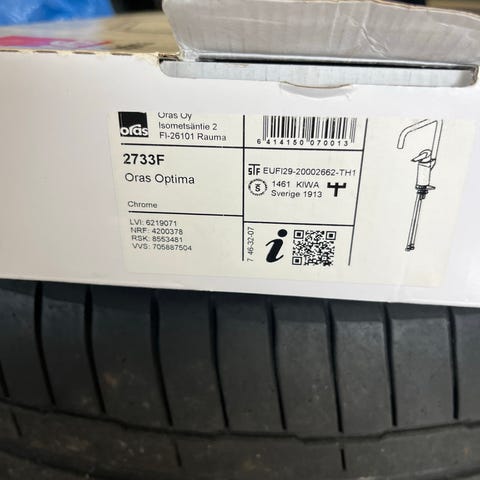 oras
Oras Oy
Isometsäntie 2
FI-26101 Rauma
2733F
Oras Optima
Chrome
LVI: 6219071
NRF: 4200378
RSK: 8553481
VVS: 705887504
6 414150 070013
STF EUFI29-20002662-TH1
S 1461 KIWA
Sverige 1913
7 46-32-07
i